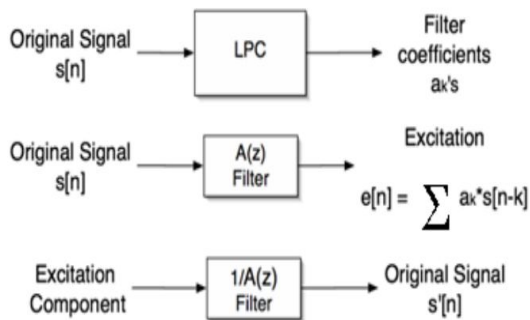 Original Signal
s[n]
LPC
Filter
coefficients
ak's
Original Signal
s[n]
A(z)
Filter
Excitation
e[n] = ∑ ak*s[n-k]
Excitation
Component
1/A(z)
Filter
Original Signal
s'[n]